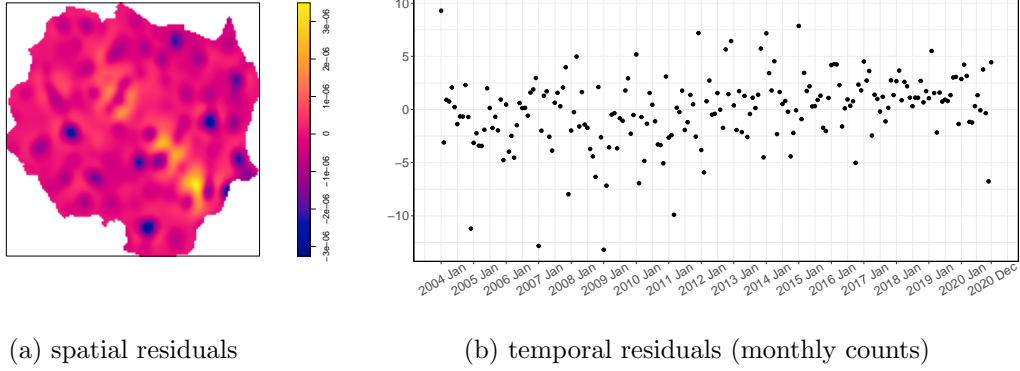 3e-06
2e-06
1e-06
0
−1e-06
−2e-06
−3e-06
10
5
0
−5
−10
2004 Jan
2005 Jan
2006 Jan
2007 Jan
2008 Jan
2009 Jan
2010 Jan
2011 Jan
2012 Jan
2013 Jan
2014 Jan
2015 Jan
2016 Jan
2017 Jan
2018 Jan
2019 Jan
2020 Jan
2020 Dec
(a) spatial residuals
(b) temporal residuals (monthly counts)